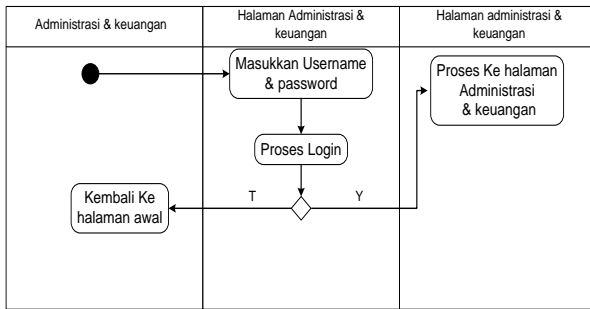 Administrasi & keuangan
Halaman Administrasi &
keuangan
Halaman administrasi &
keuangan
Masukkan Username
& password
Proses Ke halaman
Administrasi
& keuangan
Proses Login
Kembali Ke
halaman awal
T
Y